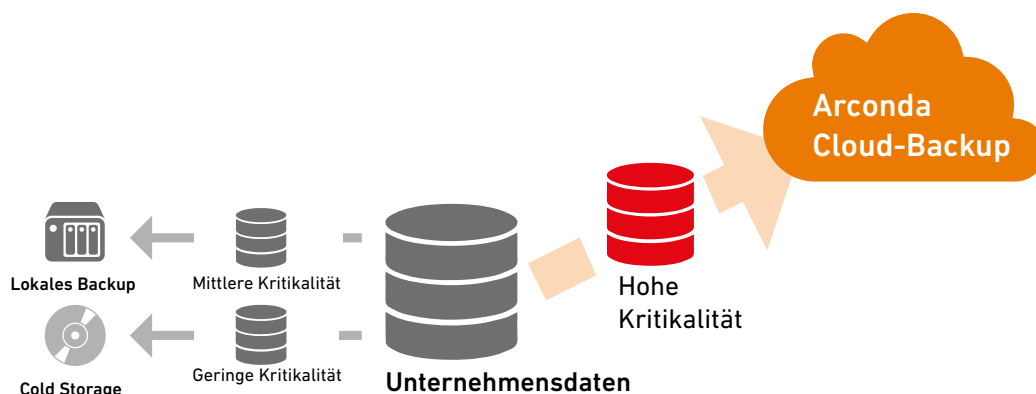 Arconda
Cloud-Backup
Lokales Backup
Mittlere Kritikalität
Hohe
Kritikalität
Cold Storage
Geringe Kritikalität
Unternehmensdaten